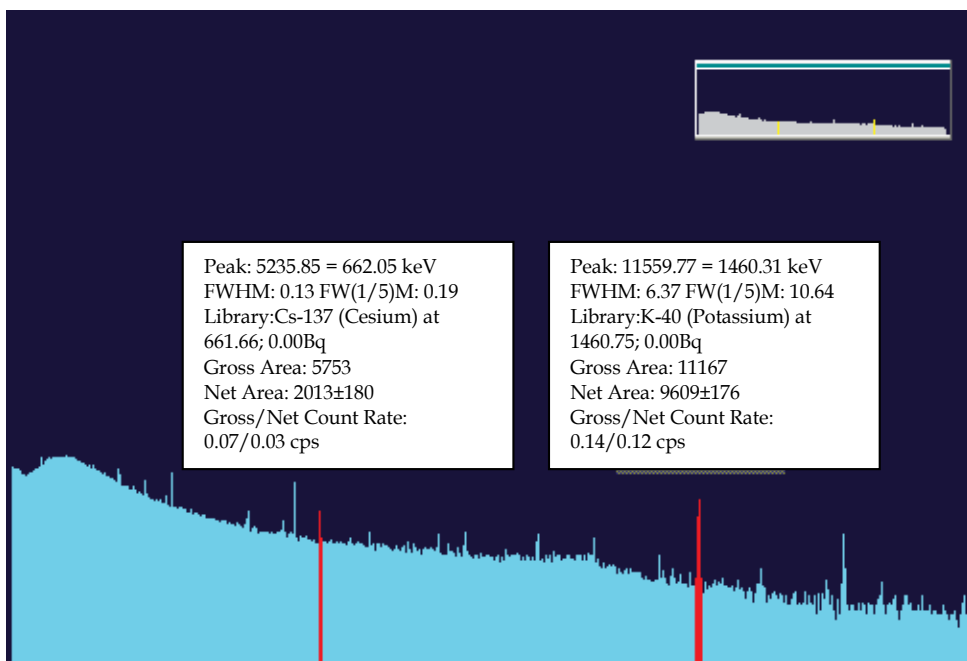 Peak: 5235.85 = 662.05 keV
FWHM: 0.13 FW(1/5)M: 0.19
Library:Cs-137 (Cesium) at
661.66; 0.00Bq
Gross Area: 5753
Net Area: 2013±180
Gross/Net Count Rate:
0.07/0.03 cps
Peak: 11559.77 = 1460.31 keV
FWHM: 6.37 FW(1/5)M: 10.64
Library:K-40 (Potassium) at
1460.75; 0.00Bq
Gross Area: 11167
Net Area: 9609±176
Gross/Net Count Rate:
0.14/0.12 cps